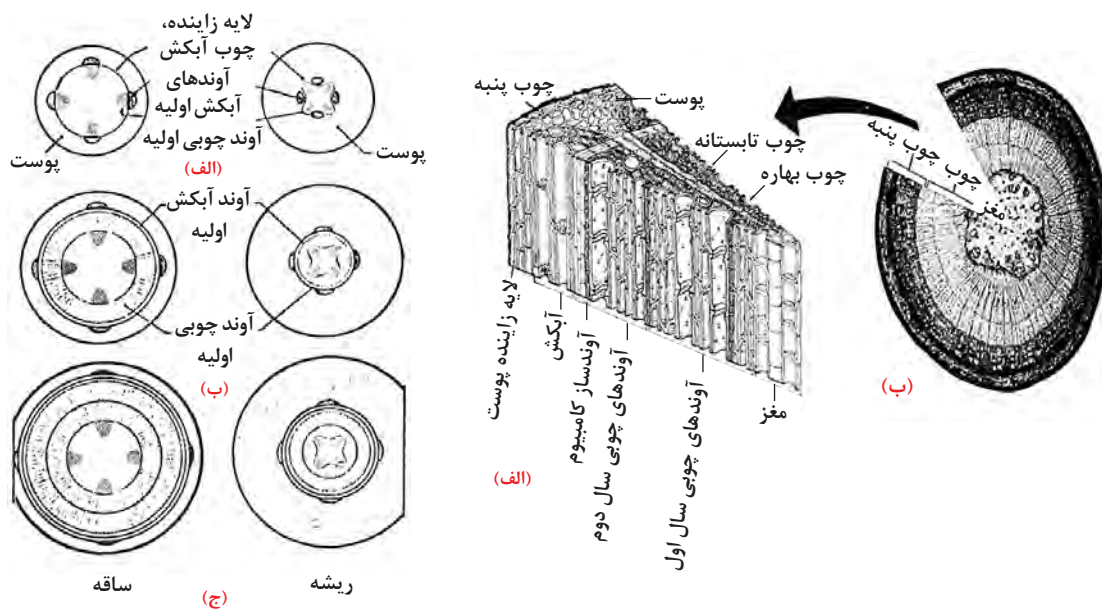 لایه زاینده،
چوب آبکش
آوندهای
آبکش اولیه
آوند چوبی اولیه
پوست
پوست
(الف)
آوند آبکش
اولیه
آوند چوبی
اولیه
(ب)
ساقه
ریشه
(ج)
چوب پنبه
پوست
چوب تابستانه
چوب بهاره
لایه زاینده پوست
آبکش
آوندساز کامبیوم
آوندهای چوبی سال دوم
آوندهای چوبی سال اول
مغز
(الف)
چوب پنبه
چوب
مغز
(ب)